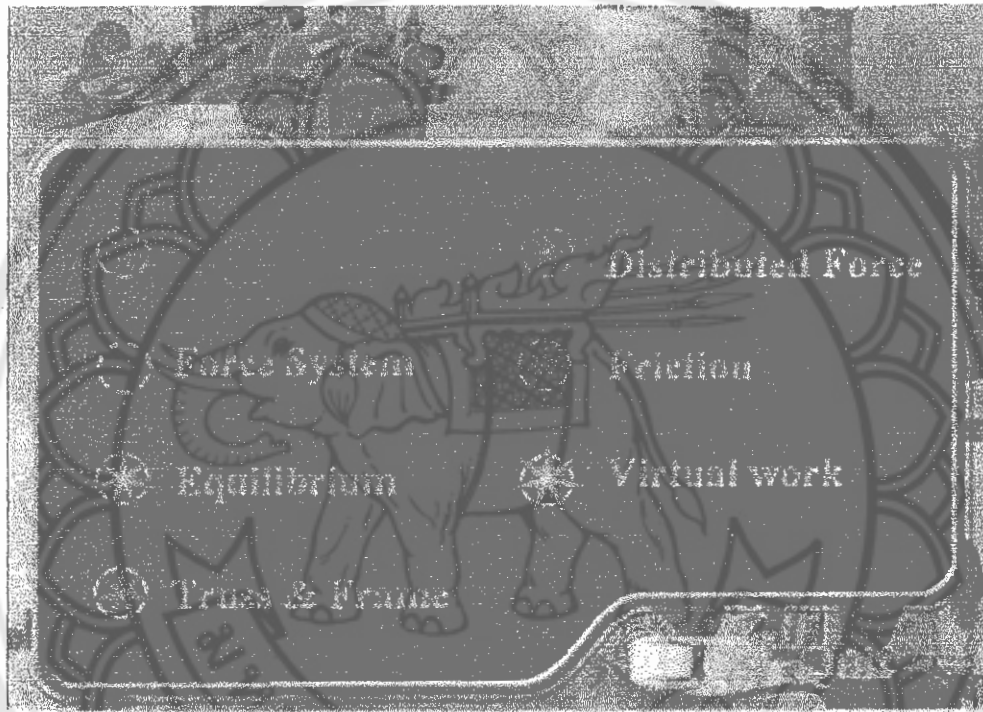 Force System
Equilibrium
Truss & Frame
Distributed Force
Friction
Virtual work